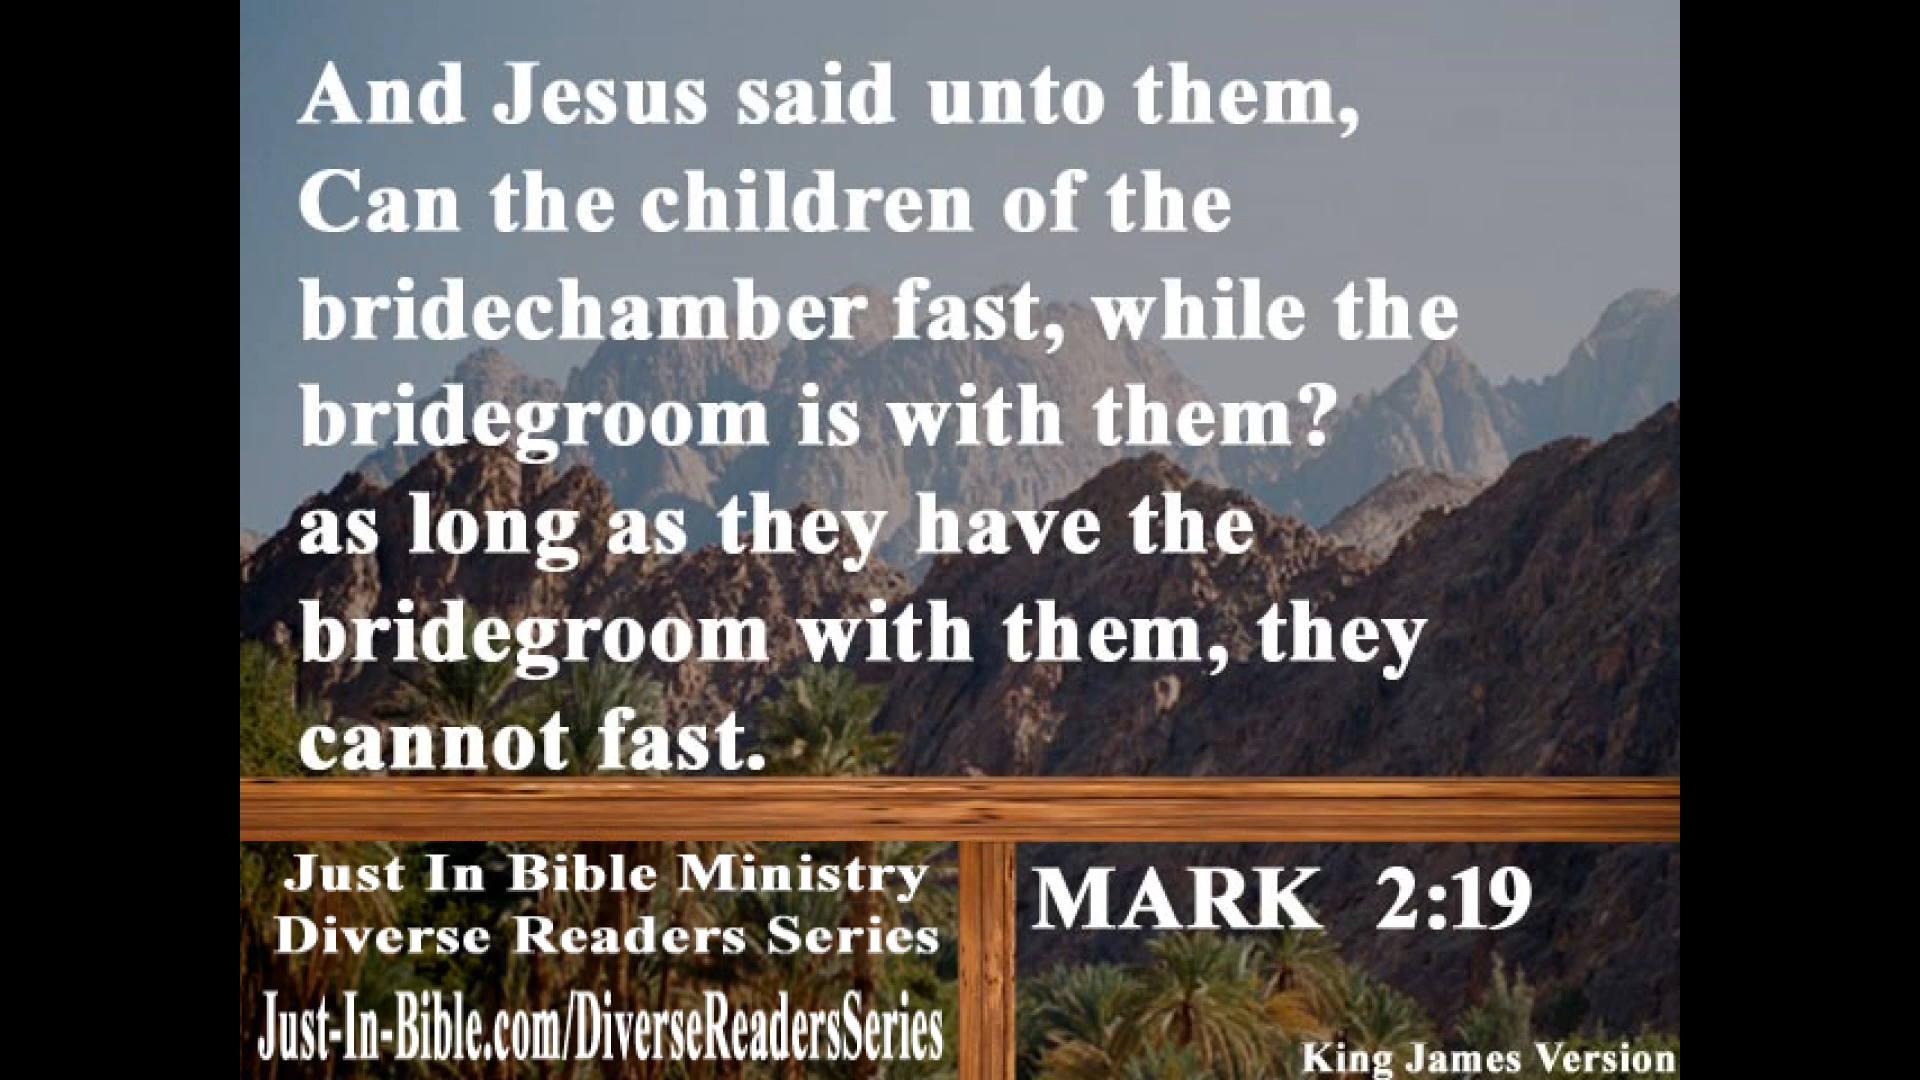 And Jesus said unto them,
Can the children of the
bridechamber fast, while the
bridegroom is with them?
as long as they have the
bridegroom with them, they
cannot fast.
Just In Bible Ministry
Diverse Readers Series
Just-In-Bible.com/DiverseReadersSeries
MARK 2:19
King James Version